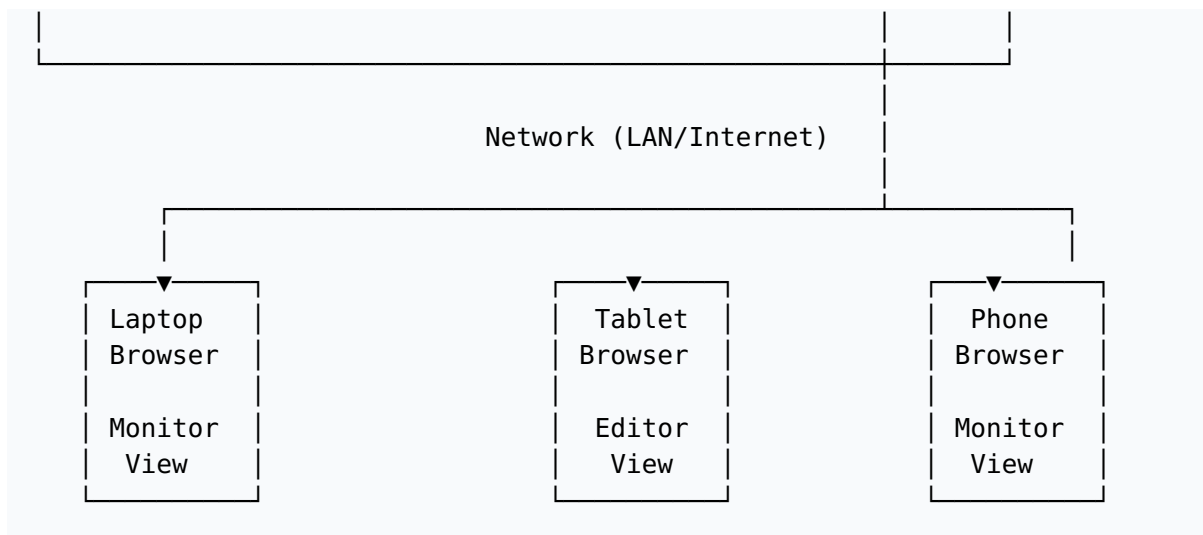 Network (LAN/Internet)
Laptop Tablet Phone
Browser Browser Browser
Monitor Editor Monitor
View View View